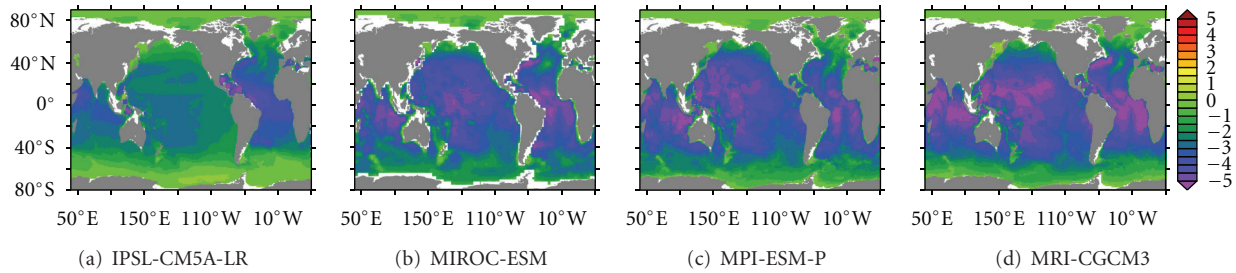 80°N
40°N
0°
40°S
80°S
50°E 150°E 110°W 10°W
50°E 150°E 110°W 10°W
50°E 150°E 110°W 10°W
50°E 150°E 110°W 10°W
5
4
3
2
1
0
−1
−2
−3
−4
−5
(a) IPSL-CM5A-LR
(b) MIROC-ESM
(c) MPI-ESM-P
(d) MRI-CGCM3